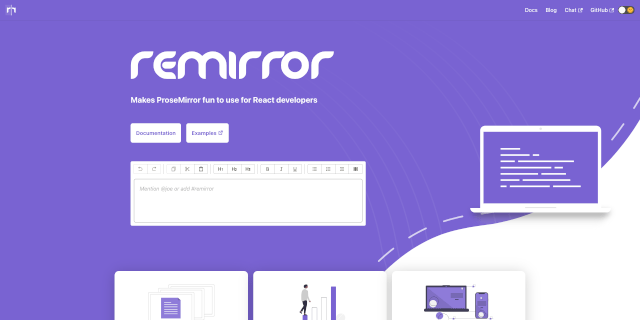 Docs Blog Chat GitHub
remirror
Makes ProseMirror fun to use for React developers
Documentation Examples
H1 H2 H3 B I U
Mention @joe or add #remirror